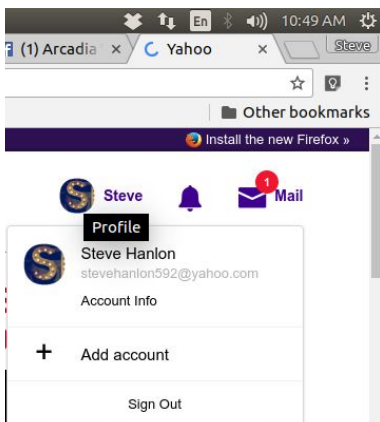 En 10:49 AM
(1) Arcadia Yahoo Steve
Other bookmarks
Install the new Firefox »
S Steve 1 Mail
Profile
S Steve Hanlon
stevehanlon592@yahoo.com
Account Info
+ Add account
Sign Out